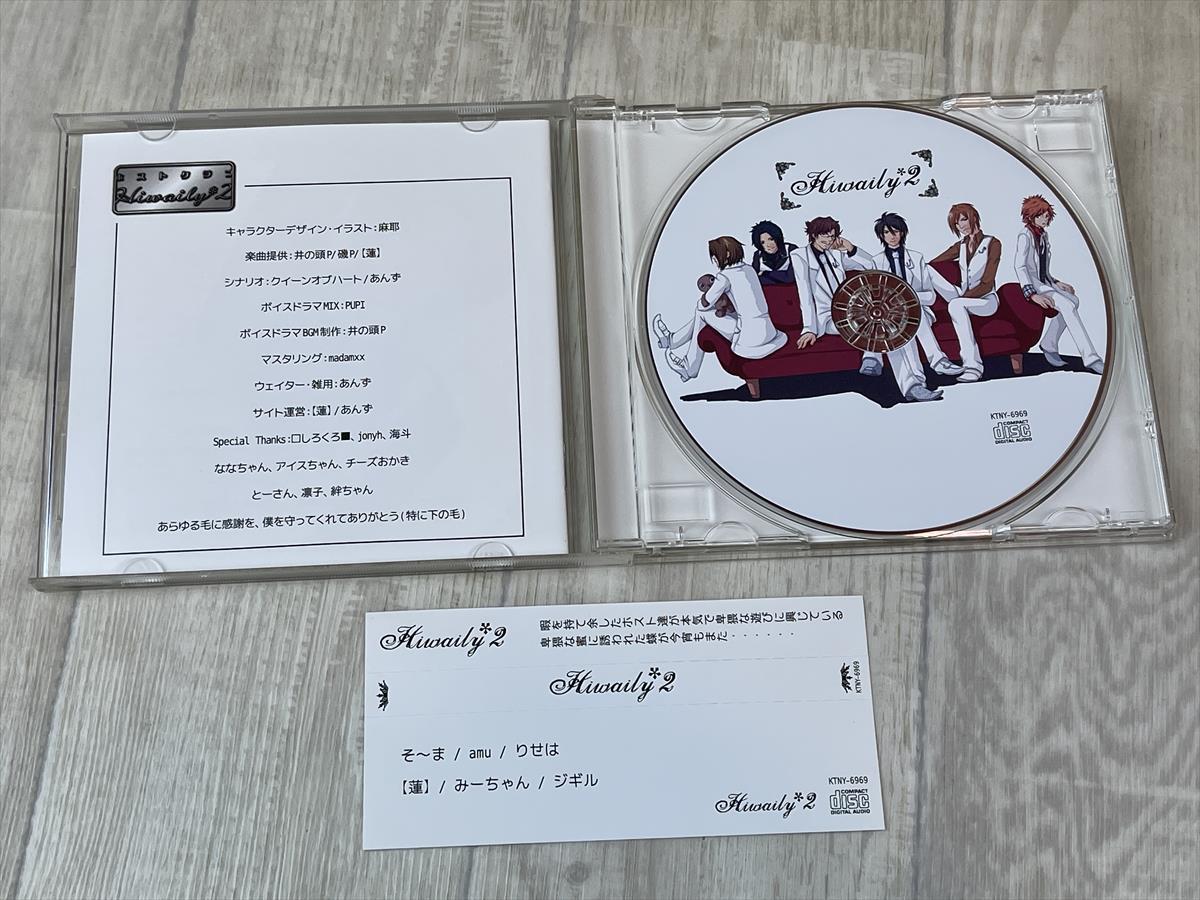 ホストクラブ
Hiwaily*2
キャラクターデザイン・イラスト:麻耶
楽曲提供:井の頭P/磯P/【蓮】
シナリオ:クイーンオブハート/あんず
ボイスドラマMIX:PUPI
ボイスドラマBGM制作:井の頭P
マスタリング:madamxx
ウェイター・雑用:あんず
サイト運営:【蓮】/あんず
Special Thanks:□しろくろ■、jonyh、海斗
ななちゃん、アイスちゃん、チーズおかき
とーさん、凛子、絆ちゃん
あらゆる毛に感謝を、僕を守ってくれてありがとう(特に下の毛)
Hiwaily*2
KTNY-6969
COMPACT
disc
DIGITAL AUDIO
Hiwaily*2
暇を持て余したホスト達が本気で卑猥な遊びに興じている
卑猥な蜜に誘われた蝶が今宵もまた・・・・・・
Hiwaily*2
KTNY-6969
そ～ま / amu / りせは
【蓮】 / みーちゃん / ジギル
Hiwaily*2
KTNY-6969
COMPACT
disc
DIGITAL AUDIO